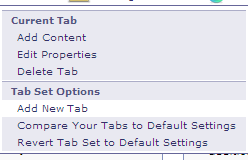 Current Tab
Add Content
Edit Properties
Delete Tab
Tab Set Options
Add New Tab
Compare Your Tabs to Default Settings
Revert Tab Set to Default Settings